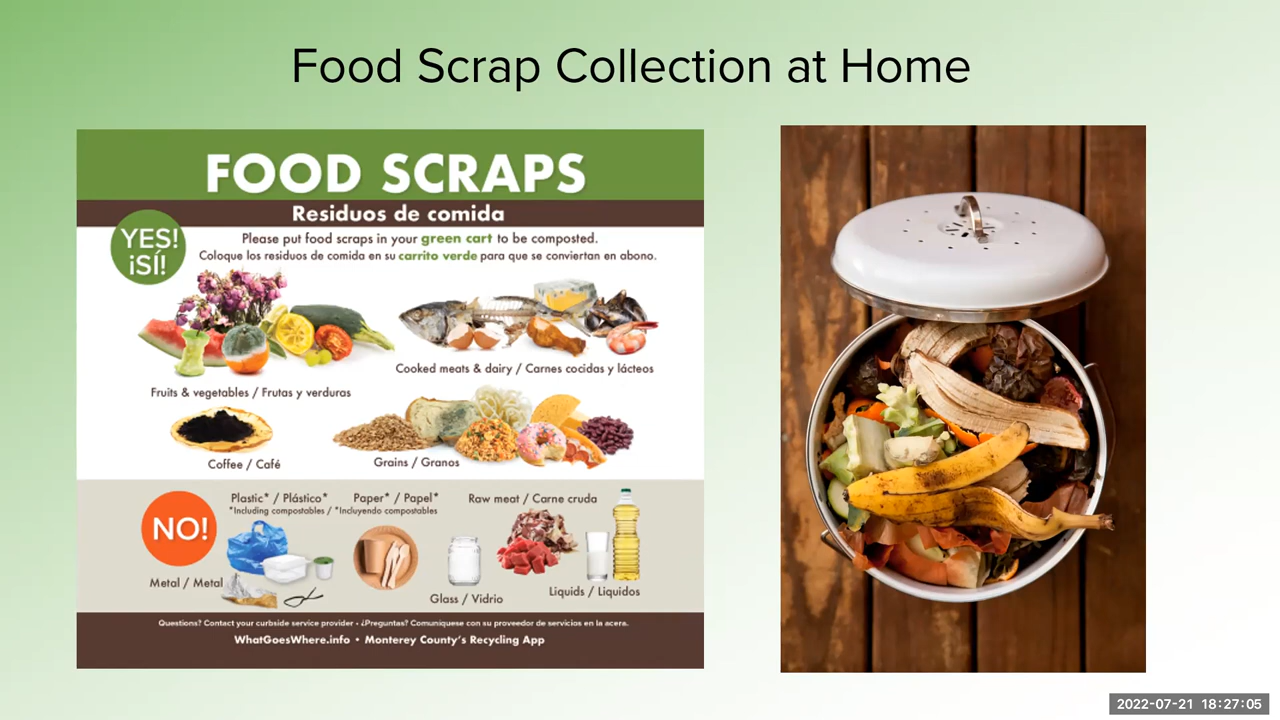 Food Scrap Collection at Home
FOOD SCRAPS
Residuos de comida
YES!
¡SÍ!
Please put food scraps in your green cart to be composted.
Coloque los residuos de comida en su carrito verde para que se conviertan en abono.
Cooked meats & dairy / Carnes cocidas y lácteos
Fruits & vegetables / Frutas y verduras
Coffee / Café
Grains / Granos
NO!
Plastic* / Plástico*
Paper* / Papel*
*Including compostables / *Incluyendo compostables
Raw meat / Carne cruda
Metal / Metal
Glass / Vidrio
Liquids / Liquidos
Questions? Contact your curbside service provider • ¿Preguntas? Comuníquese con su proveedor de servicios en la acera.
WhatGoesWhere.info • Monterey County's Recycling App
2022-07-21 18:27:05